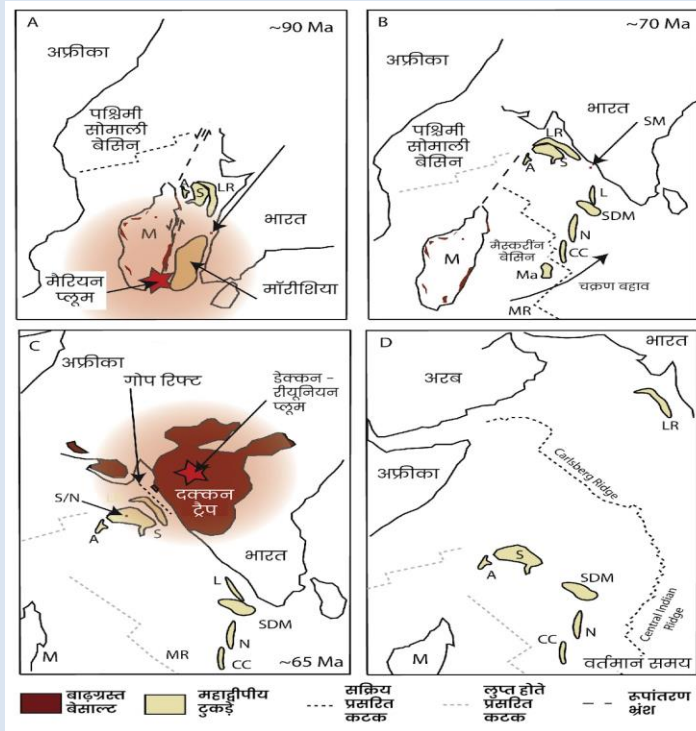 A
~90 Ma
अफ्रीका
पश्चिमी
सोमाली
बेसिन
S
LR
M
भारत
मैरियन
प्लूम
मॉरीशिया
B
~70 Ma
अफ्रीका
भारत
पश्चिमी
सोमाली
बेसिन
LR
SM
A
S
L
SDM
M
मैस्करीन
बेसिन
N
CC
Ma
चक्रण बहाव
MR
C
अफ्रीका
गोप रिफ्ट
डेक्कन -
रीयूनियन
प्लूम
S/N
दक्कन
ट्रैप
A
S
भारत
L
SDM
MR
N
M
CC
~65 Ma
D
भारत
अरब
LR
अफ्रीका
Carlsberg Ridge
A
S
SDM
Central Indian
Ridge
N
CC
M
वर्तमान समय
बाढ़ग्रस्त
बेसाल्ट
महाद्वीपीय
टुकड़े
सक्रिय
प्रसरित
कटक
लुप्त होते
प्रसरित
कटक
रूपांतरण
भ्रंश